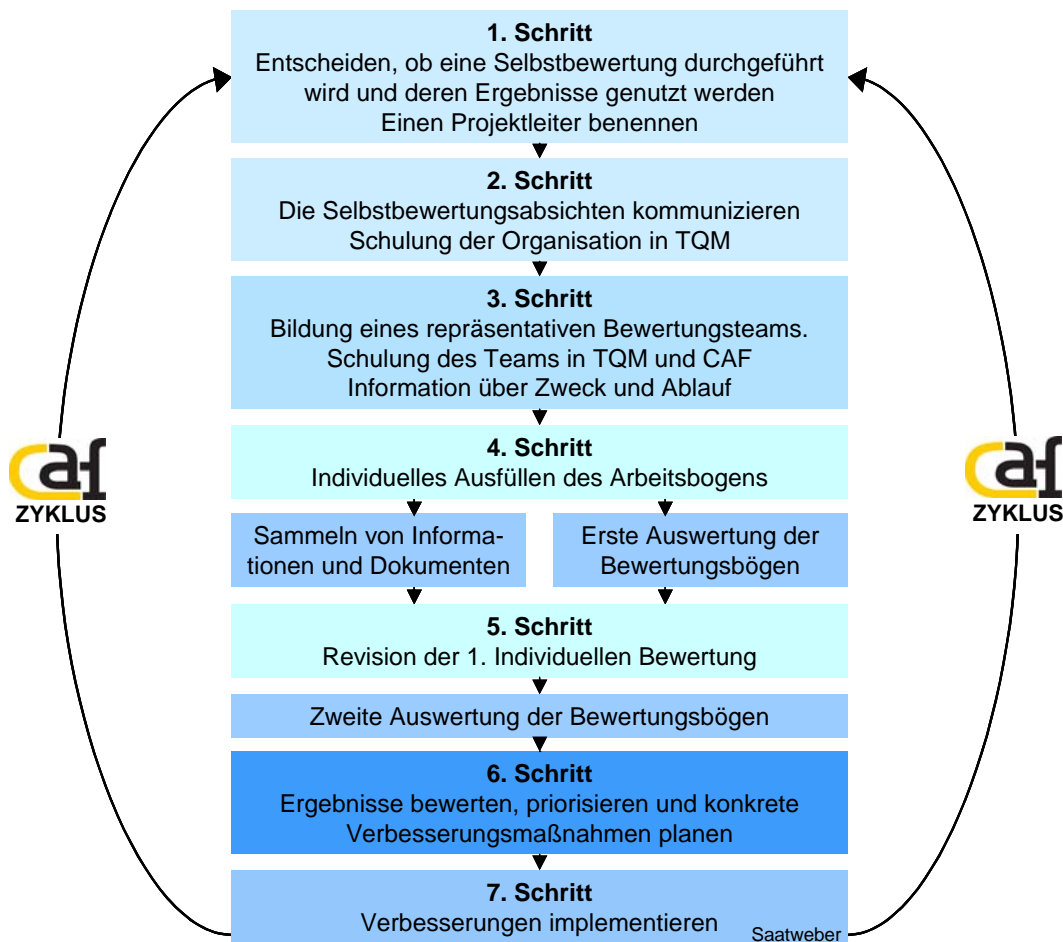 1. Schritt
Entscheiden, ob eine Selbstbewertung durchgeführt
wird und deren Ergebnisse genutzt werden
Einen Projektleiter benennen
2. Schritt
Die Selbstbewertungsabsichten kommunizieren
Schulung der Organisation in TQM
3. Schritt
Bildung eines repräsentativen Bewertungsteams.
Schulung des Teams in TQM und CAF
Information über Zweck und Ablauf
caf
ZYKLUS
caf
ZYKLUS
4. Schritt
Individuelles Ausfüllen des Arbeitsbogens
Sammeln von Informa-
tionen und Dokumenten
Erste Auswertung der
Bewertungsbögen
5. Schritt
Revision der 1. Individuellen Bewertung
Zweite Auswertung der Bewertungsbögen
6. Schritt
Ergebnisse bewerten, priorisieren und konkrete
Verbesserungsmaßnahmen planen
7. Schritt
Verbesserungen implementieren
Saatweber